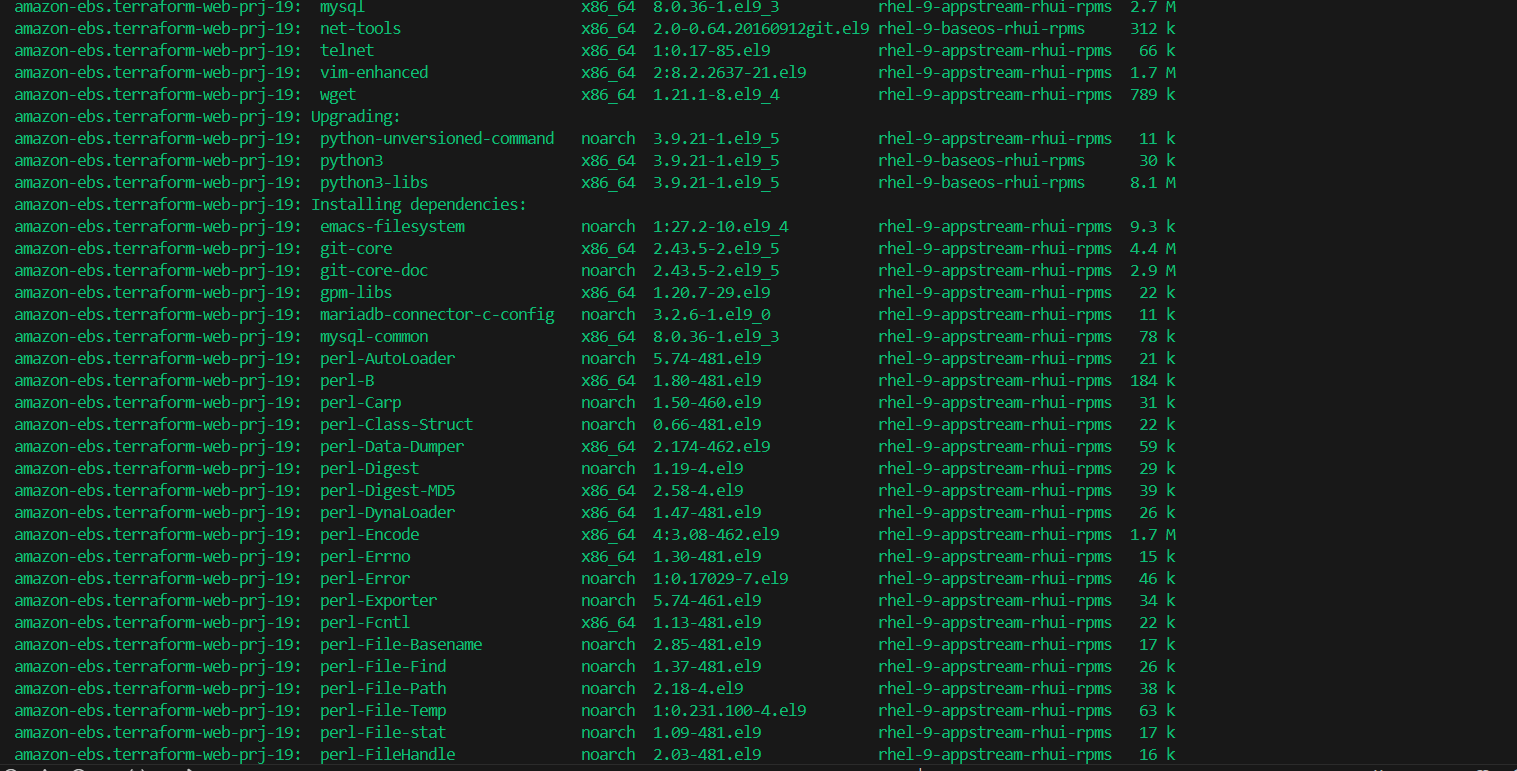 amazon-ebs.terraform-web-prj-19:  mysql                        x86_64  8.0.36-1.el9_3          rhel-9-appstream-rhui-rpms  2.7 M
amazon-ebs.terraform-web-prj-19:  net-tools                    x86_64  2.0-0.64.20160912git.el9 rhel-9-baseos-rhui-rpms     312 k
amazon-ebs.terraform-web-prj-19:  telnet                       x86_64  1:0.17-85.el9            rhel-9-appstream-rhui-rpms   66 k
amazon-ebs.terraform-web-prj-19:  vim-enhanced                 x86_64  2:8.2.2637-21.el9        rhel-9-appstream-rhui-rpms  1.7 M
amazon-ebs.terraform-web-prj-19:  wget                         x86_64  1.21.1-8.el9_4           rhel-9-appstream-rhui-rpms  789 k
amazon-ebs.terraform-web-prj-19: Upgrading:
amazon-ebs.terraform-web-prj-19:  python-unversioned-command   noarch  3.9.21-1.el9_5           rhel-9-appstream-rhui-rpms   11 k
amazon-ebs.terraform-web-prj-19:  python3                      x86_64  3.9.21-1.el9_5           rhel-9-baseos-rhui-rpms      30 k
amazon-ebs.terraform-web-prj-19:  python3-libs                 x86_64  3.9.21-1.el9_5           rhel-9-baseos-rhui-rpms     8.1 M
amazon-ebs.terraform-web-prj-19: Installing dependencies:
amazon-ebs.terraform-web-prj-19:  emacs-filesystem             noarch  1:27.2-10.el9_4          rhel-9-appstream-rhui-rpms  9.3 k
amazon-ebs.terraform-web-prj-19:  git-core                     x86_64  2.43.5-2.el9_5           rhel-9-appstream-rhui-rpms  4.4 M
amazon-ebs.terraform-web-prj-19:  git-core-doc                 noarch  2.43.5-2.el9_5           rhel-9-appstream-rhui-rpms  2.9 M
amazon-ebs.terraform-web-prj-19:  gpm-libs                     x86_64  1.20.7-29.el9            rhel-9-appstream-rhui-rpms   22 k
amazon-ebs.terraform-web-prj-19:  mariadb-connector-c-config   noarch  3.2.6-1.el9_0            rhel-9-appstream-rhui-rpms   11 k
amazon-ebs.terraform-web-prj-19:  mysql-common                 x86_64  8.0.36-1.el9_3           rhel-9-appstream-rhui-rpms   78 k
amazon-ebs.terraform-web-prj-19:  perl-AutoLoader              noarch  5.74-481.el9             rhel-9-appstream-rhui-rpms   21 k
amazon-ebs.terraform-web-prj-19:  perl-B                       x86_64  1.80-481.el9             rhel-9-appstream-rhui-rpms  184 k
amazon-ebs.terraform-web-prj-19:  perl-Carp                    noarch  1.50-460.el9             rhel-9-appstream-rhui-rpms   31 k
amazon-ebs.terraform-web-prj-19:  perl-Class-Struct            noarch  0.66-481.el9             rhel-9-appstream-rhui-rpms   22 k
amazon-ebs.terraform-web-prj-19:  perl-Data-Dumper             x86_64  2.174-462.el9            rhel-9-appstream-rhui-rpms   59 k
amazon-ebs.terraform-web-prj-19:  perl-Digest                  noarch  1.19-4.el9               rhel-9-appstream-rhui-rpms   29 k
amazon-ebs.terraform-web-prj-19:  perl-Digest-MD5              x86_64  2.58-4.el9               rhel-9-appstream-rhui-rpms   39 k
amazon-ebs.terraform-web-prj-19:  perl-DynaLoader              x86_64  1.47-481.el9             rhel-9-appstream-rhui-rpms   26 k
amazon-ebs.terraform-web-prj-19:  perl-Encode                  x86_64  4:3.08-462.el9           rhel-9-appstream-rhui-rpms  1.7 M
amazon-ebs.terraform-web-prj-19:  perl-Errno                   x86_64  1.30-481.el9             rhel-9-appstream-rhui-rpms   15 k
amazon-ebs.terraform-web-prj-19:  perl-Error                   noarch  1:0.17029-7.el9          rhel-9-appstream-rhui-rpms   46 k
amazon-ebs.terraform-web-prj-19:  perl-Exporter                noarch  5.74-461.el9             rhel-9-appstream-rhui-rpms   34 k
amazon-ebs.terraform-web-prj-19:  perl-Fcntl                   x86_64  1.13-481.el9             rhel-9-appstream-rhui-rpms   22 k
amazon-ebs.terraform-web-prj-19:  perl-File-Basename           noarch  2.85-481.el9             rhel-9-appstream-rhui-rpms   17 k
amazon-ebs.terraform-web-prj-19:  perl-File-Find               noarch  1.37-481.el9             rhel-9-appstream-rhui-rpms   26 k
amazon-ebs.terraform-web-prj-19:  perl-File-Path               noarch  2.18-4.el9               rhel-9-appstream-rhui-rpms   38 k
amazon-ebs.terraform-web-prj-19:  perl-File-Temp               noarch  1:0.231.100-4.el9        rhel-9-appstream-rhui-rpms   63 k
amazon-ebs.terraform-web-prj-19:  perl-File-stat               noarch  1.09-481.el9             rhel-9-appstream-rhui-rpms   17 k
amazon-ebs.terraform-web-prj-19:  perl-FileHandle              noarch  2.03-481.el9             rhel-9-appstream-rhui-rpms   16 k